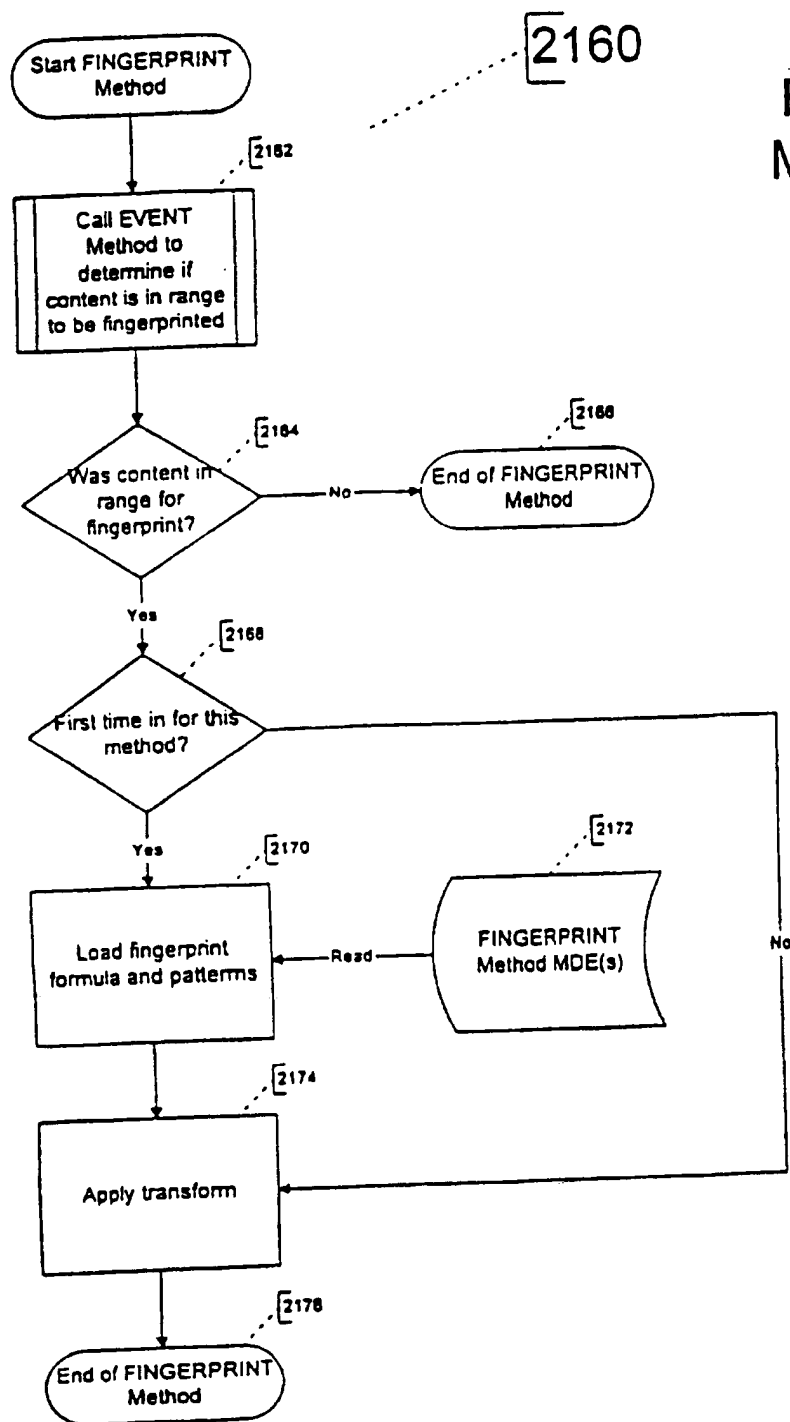 2160
Start FINGERPRINT
Method
2162
Call EVENT
Method to
determine if
content is in range
to be fingerprinted
2164
Was content in
range for
fingerprint?
No
2166
End of FINGERPRINT
Method
Yes
2168
First time in for this
method?
Yes
2170
Load fingerprint
formula and patterns
Read
2172
FINGERPRINT
Method MDE(s)
No
2174
Apply transform
2176
End of FINGERPRINT
Method